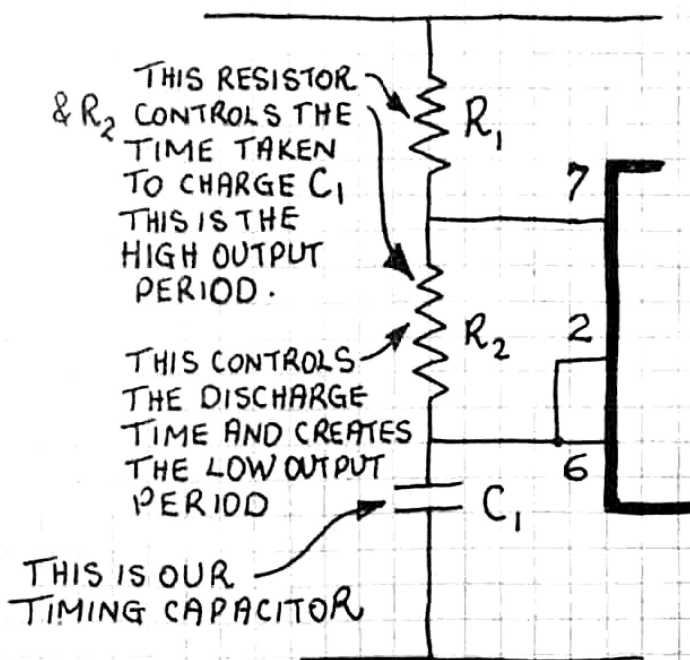 THIS RESISTOR
& R₂ CONTROLS THE
TIME TAKEN
TO CHARGE C₁
THIS IS THE
HIGH OUTPUT
PERIOD.
R₁
7
THIS CONTROLS
THE DISCHARGE
TIME AND CREATES
THE LOW OUTPUT
PERIOD
R₂
2
6
C₁
THIS IS OUR
TIMING CAPACITOR